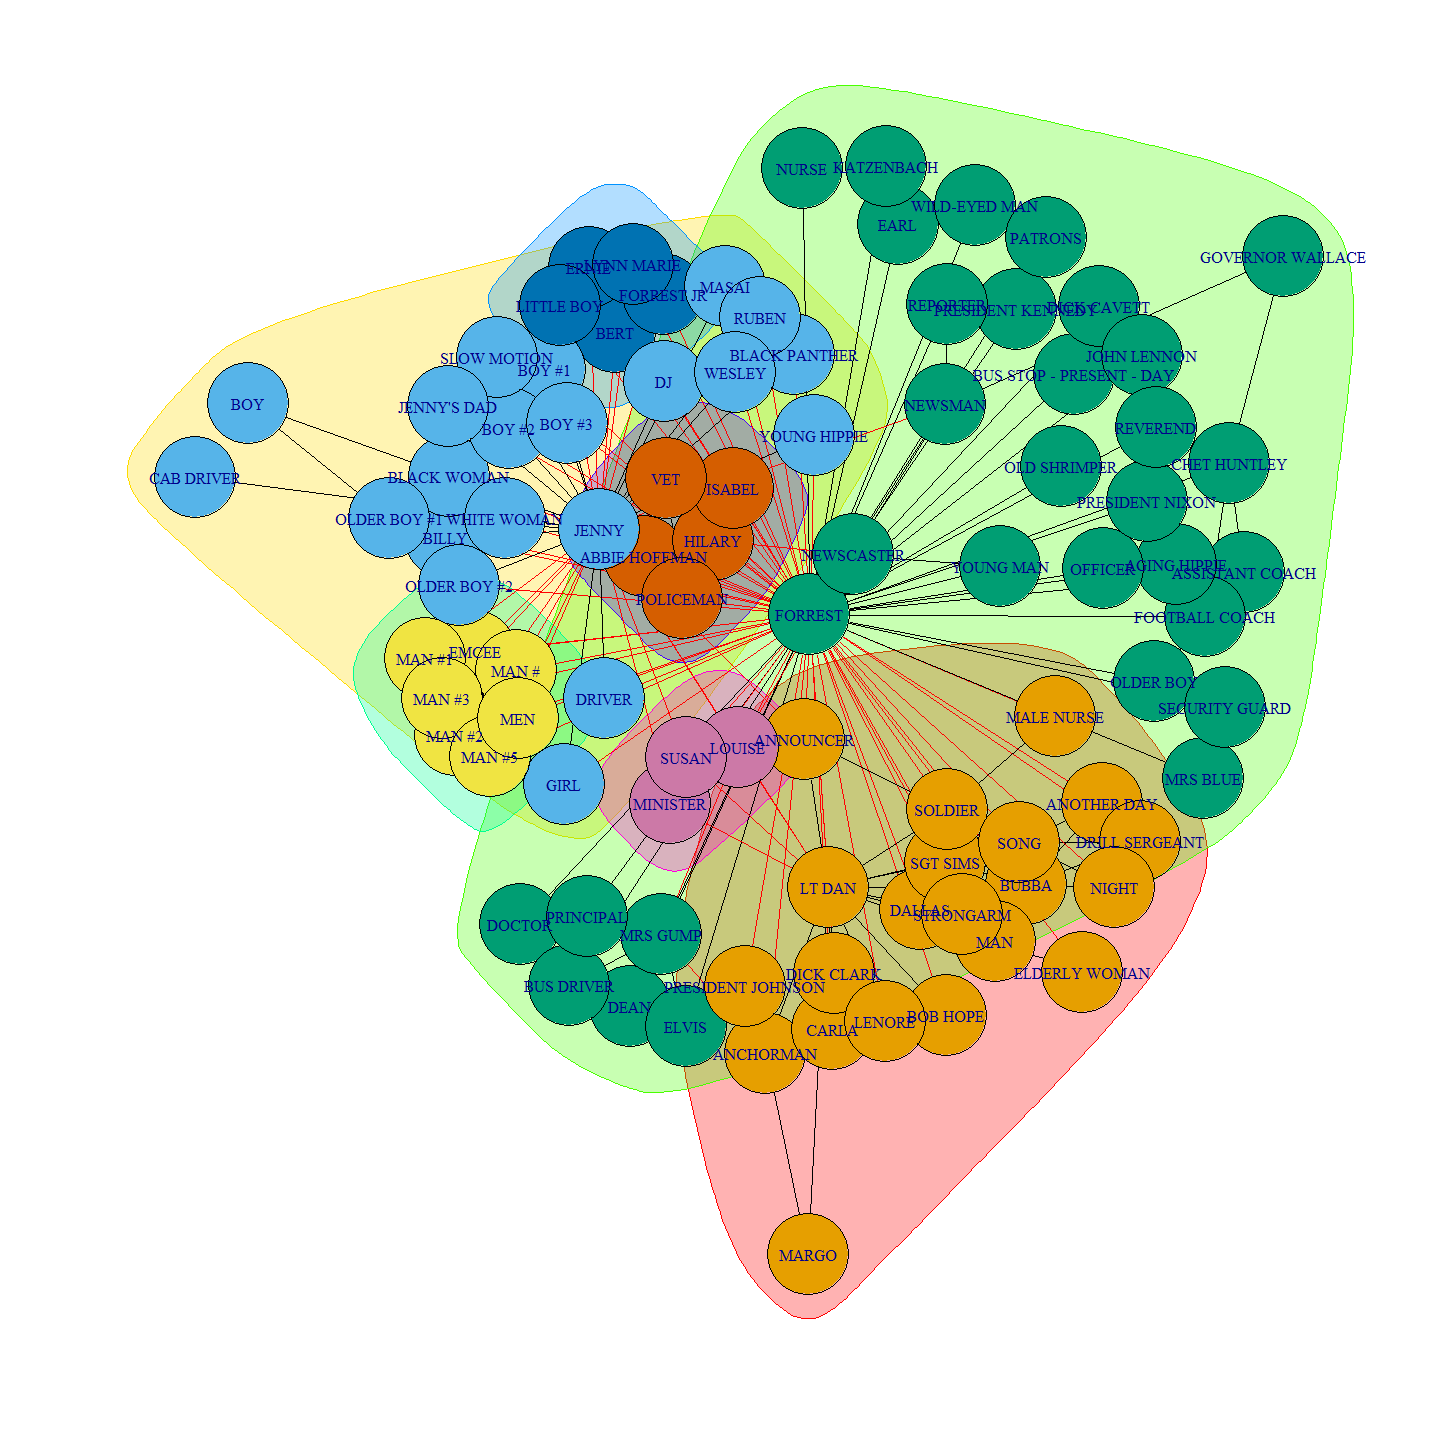 NURSE
KATZENBACH
WILD-EYED MAN
EARL
PATRONS
GOVERNOR WALLACE
LYNN MARIE
ERNIE
MASAI
FORREST JR
LITTLE BOY
REPORTER
PRESIDENT KENNEDY
DICK CAVETT
RUBEN
BERT
SLOW MOTION
BLACK PANTHER
JOHN LENNON
BOY #1
WESLEY
BUS STOP - PRESENT - DAY
DJ
BOY
JENNY'S DAD
NEWSMAN
BOY #3
BOY #2
REVEREND
YOUNG HIPPIE
CHET HUNTLEY
OLD SHRIMPER
CAB DRIVER
BLACK WOMAN
VET
ISABEL
PRESIDENT NIXON
OLDER BOY #1
WHITE WOMAN
JENNY
BILLY
HILARY
ABBIE HOFFMAN
NEWSCASTER
YOUNG MAN
OFFICER
AGING HIPPIE
ASSISTANT COACH
OLDER BOY #2
POLICEMAN
FORREST
FOOTBALL COACH
EMCEE
MAN #1
MAN #
OLDER BOY
MAN #3
DRIVER
SECURITY GUARD
MEN
MALE NURSE
MAN #2
ANNOUNCER
LOUISE
MAN #5
SUSAN
MRS BLUE
GIRL
MINISTER
ANOTHER DAY
SOLDIER
SONG
DRILL SERGEANT
SGT SIMS
LT DAN
BUBBA
NIGHT
DALLAS
STRONGARM
PRINCIPAL
DOCTOR
MRS GUMP
MAN
DICK CLARK
ELDERLY WOMAN
BUS DRIVER
PRESIDENT JOHNSON
DEAN
BOB HOPE
LENORE
ELVIS
CARLA
ANCHORMAN
MARGO